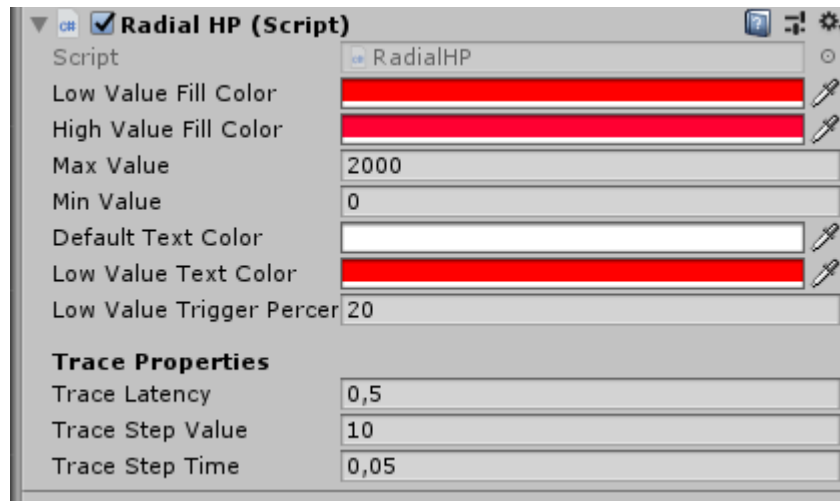 Radial HP (Script)
Script RadialHP
Low Value Fill Color
High Value Fill Color
Max Value 2000
Min Value 0
Default Text Color
Low Value Text Color
Low Value Trigger Percer 20
Trace Properties
Trace Latency 0,5
Trace Step Value 10
Trace Step Time 0,05